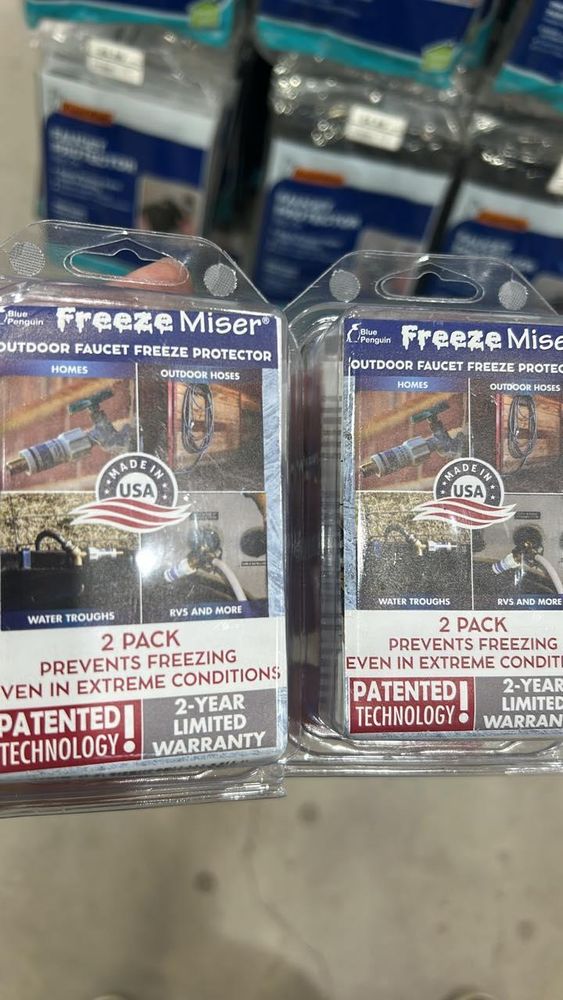 Blue
Penguin
Freeze Miser®
OUTDOOR FAUCET FREEZE PROTECTOR
HOMES
OUTDOOR HOSES
MADE IN
USA
WATER TROUGHS
RVS AND MORE
2 PACK
PREVENTS FREEZING
VEN IN EXTREME CONDITIONS
PATENTED
TECHNOLOGY!
2-YEAR
LIMITED
WARRANTY
Blue
Penguin
Freeze Mise
OUTDOOR FAUCET FREEZE PROTEC
HOMES
OUTDOOR HOSES
MADE IN
USA
WATER TROUGHS
RVS AND MORE
2 PACK
PREVENTS FREEZING
EVEN IN EXTREME CONDITI
PATENTED
TECHNOLOGY!
2-YEAR
LIMITED
WARRAN